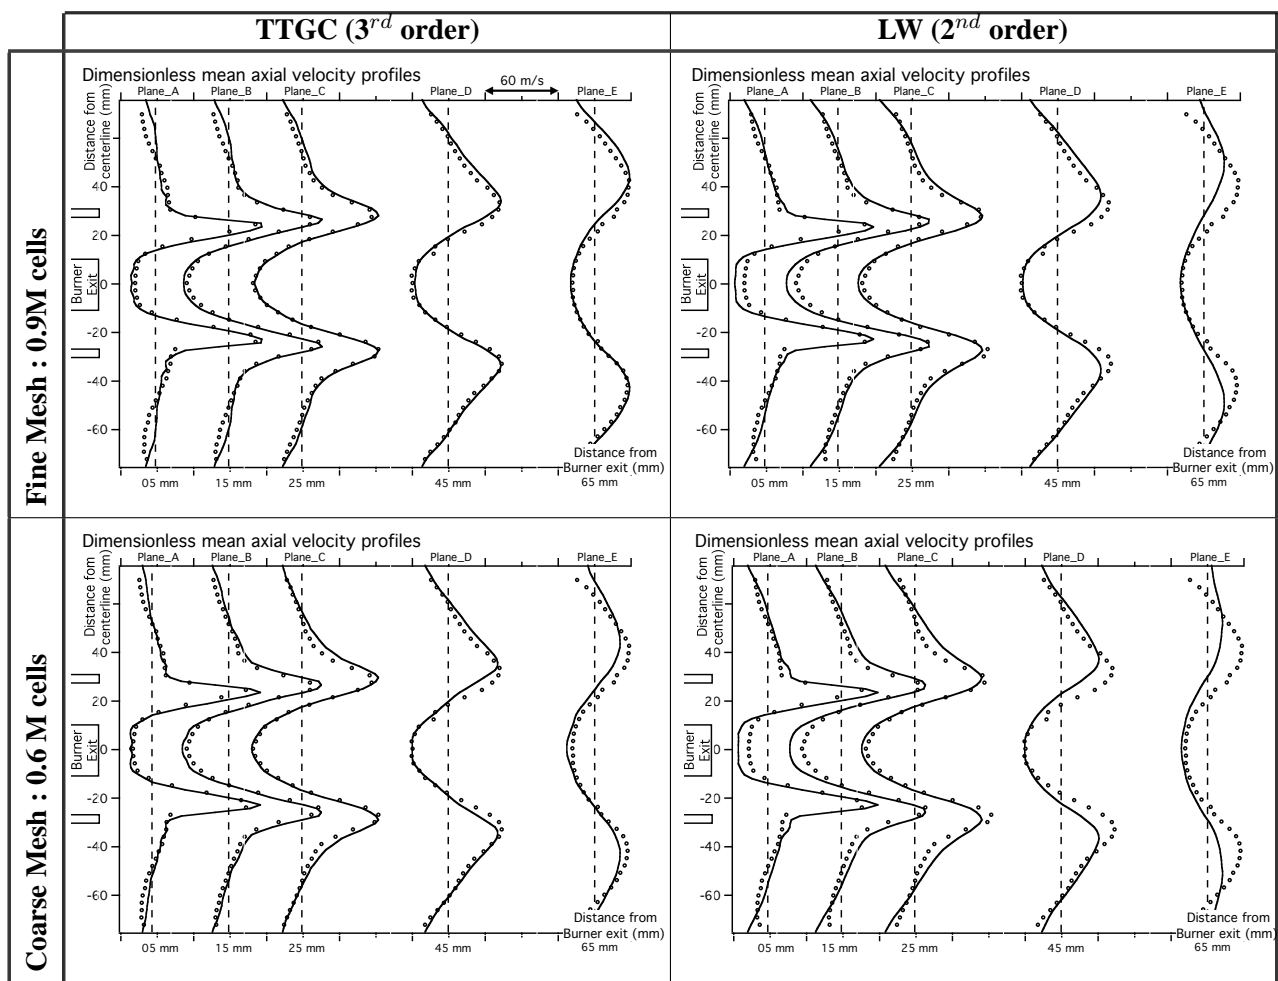 TTGC (3rd order)
LW (2nd order)
Fine Mesh : 0.9M cells
Dimensionless mean axial velocity profiles
60 m/s
Plane_A Plane_B Plane_C Plane_D Plane_E
Distance fom
centerline (mm)
40
20
0
-20
-40
-60
Burner
Exit
Distance from
Burner exit (mm)
05 mm 15 mm 25 mm 45 mm 65 mm
Dimensionless mean axial velocity profiles
Plane_A Plane_B Plane_C Plane_D Plane_E
Distance fom
centerline (mm)
40
20
0
-20
-40
-60
Burner
Exit
Distance from
Burner exit (mm)
05 mm 15 mm 25 mm 45 mm 65 mm
Coarse Mesh : 0.6 M cells
Dimensionless mean axial velocity profiles
Plane_A Plane_B Plane_C Plane_D Plane_E
Distance fom
centerline (mm)
40
20
0
-20
-40
-60
Burner
Exit
Distance from
Burner exit (mm)
05 mm 15 mm 25 mm 45 mm 65 mm
Dimensionless mean axial velocity profiles
Plane_A Plane_B Plane_C Plane_D Plane_E
Distance fom
centerline (mm)
40
20
0
-20
-40
-60
Burner
Exit
Distance from
Burner exit (mm)
05 mm 15 mm 25 mm 45 mm 65 mm